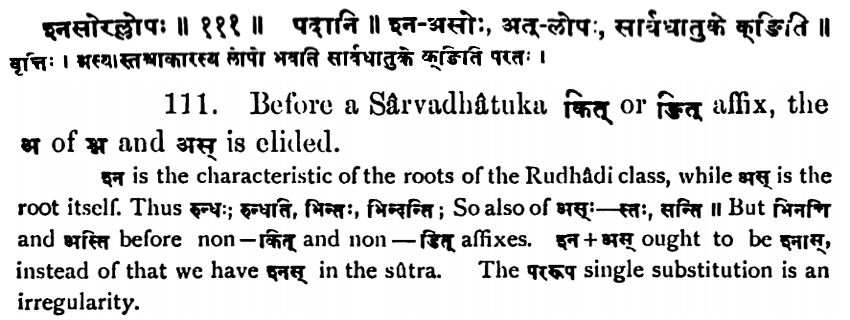 श्नसोरल्लोपः ॥ १११ ॥ पदानि ॥ श्न-असोः, अत्-लोपः, सार्वधातुके क्ङिति ॥
वृत्तिः । श्नस्यास्तेश्चाकारस्य लोपो भवति सार्वधातुके क्ङिति परतः ।
111. Before a Sârvadhâtuka कित् or ङित् affix, the
अ of श्न and अस् is elided.
श्न is the characteristic of the roots of the Rudhâdi class, while अस् is the
root itself. Thus रुन्धः; रुन्धाति, भिन्तः, भिन्दन्ति; So also of अस्ः—स्तः, सन्ति ॥ But भिनत्ति
and अस्ति before non—कित् and non—ङित् affixes. श्न + अस् ought to be श्नास्,
instead of that we have श्नस् in the sûtra. The पररूप single substitution is an
irregularity.